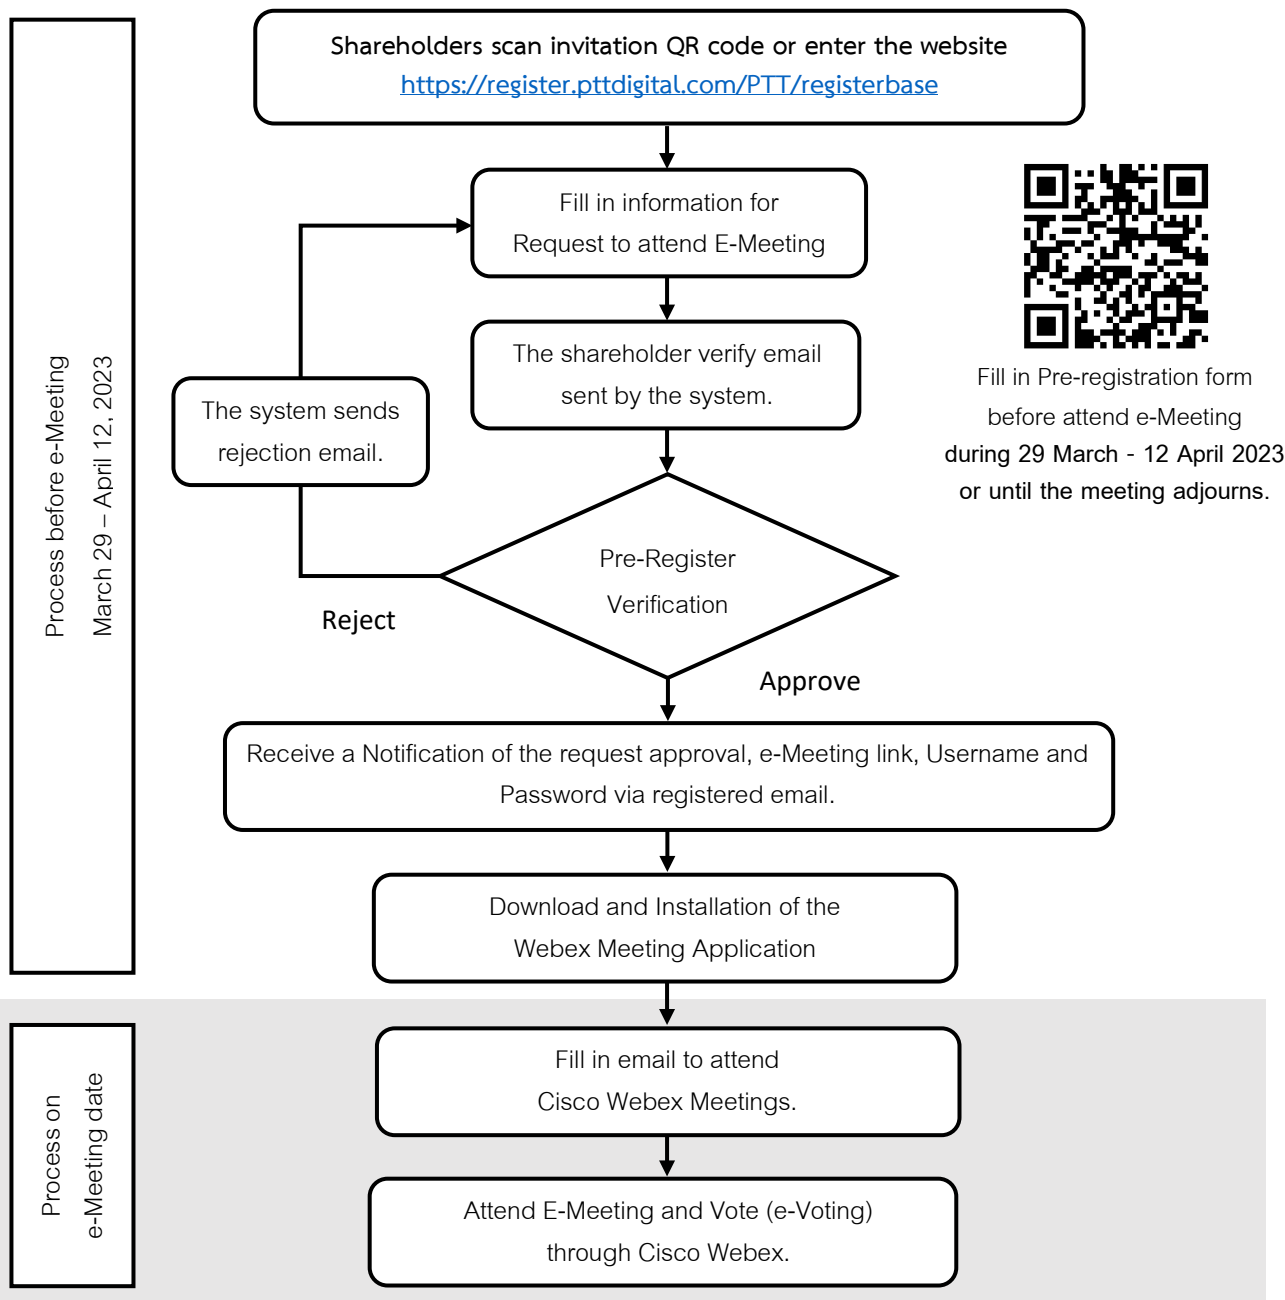 Shareholders scan invitation QR code or enter the website
https://register.pttdigital.com/PTT/registerbase
Fill in information for
Request to attend E-Meeting
The shareholder verify email
sent by the system.
The system sends
rejection email.
Fill in Pre-registration form
before attend e-Meeting
during 29 March - 12 April 2023
or until the meeting adjourns.
Process before e-Meeting
March 29 – April 12, 2023
Pre-Register
Verification
Reject
Approve
Receive a Notification of the request approval, e-Meeting link, Username and
Password via registered email.
Download and Installation of the
Webex Meeting Application
Process on
e-Meeting date
Fill in email to attend
Cisco Webex Meetings.
Attend E-Meeting and Vote (e-Voting)
through Cisco Webex.